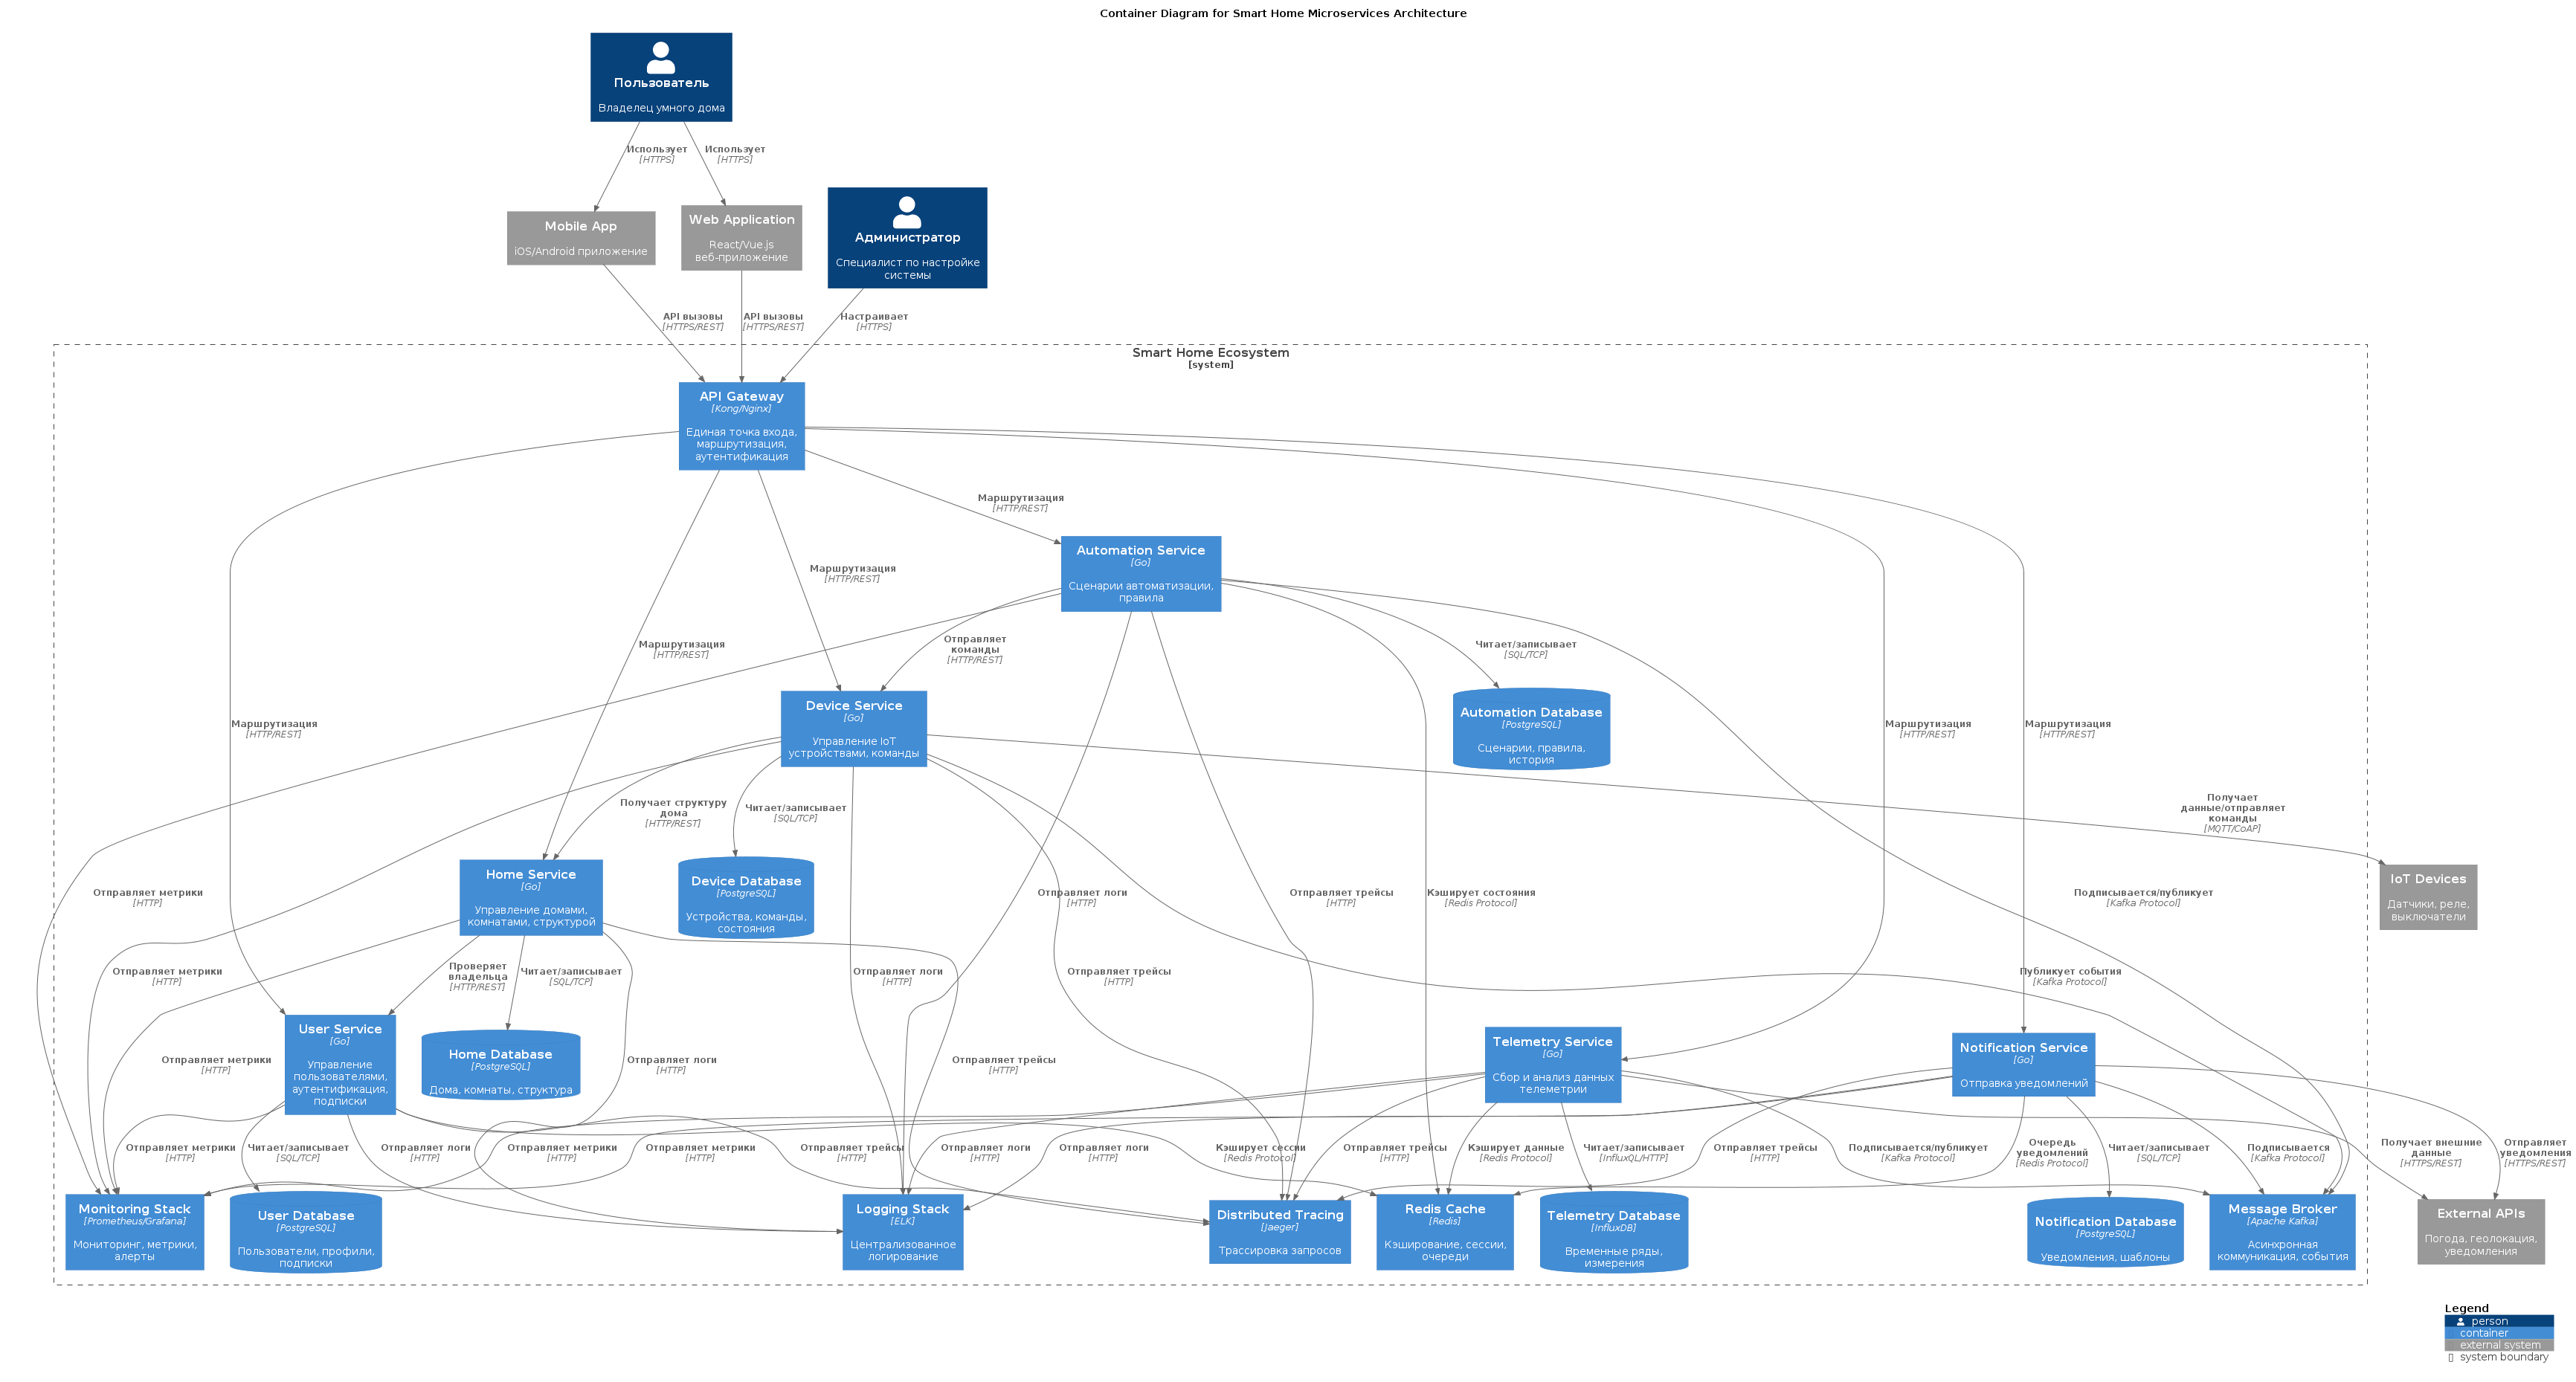 Container Diagram for Smart Home Microservices Architecture
Пользователь
Владелец умного дома
Использует
[HTTPS]
Использует
[HTTPS]
Mobile App
iOS/Android приложение
Web Application
React/Vue.js
веб-приложение
Администратор
Специалист по настройке
системы
API вызовы
[HTTPS/REST]
API вызовы
[HTTPS/REST]
Настраивает
[HTTPS]
Smart Home Ecosystem
[system]
API Gateway
[Kong/Nginx]
Единая точка входа,
маршрутизация,
аутентификация
Маршрутизация
[HTTP/REST]
Automation Service
[Go]
Сценарии автоматизации,
правила
Маршрутизация
[HTTP/REST]
Маршрутизация
[HTTP/REST]
Отправляет
команды
[HTTP/REST]
Читает/записывает
[SQL/TCP]
Маршрутизация
[HTTP/REST]
Device Service
[Go]
Управление IoT
устройствами, команды
Automation Database
[PostgreSQL]
Сценарии, правила,
история
Маршрутизация
[HTTP/REST]
Маршрутизация
[HTTP/REST]
Получает структуру
дома
[HTTP/REST]
Читает/записывает
[SQL/TCP]
Получает
данные/отправляет
команды
[MQTT/CoAP]
Отправляет метрики
[HTTP]
Home Service
[Go]
Управление домами,
комнатами, структурой
Device Database
[PostgreSQL]
Устройства, команды,
состояния
Отправляет логи
[HTTP]
Отправляет трейсы
[HTTP]
Кэширует состояния
[Redis Protocol]
Подписывается/публикует
[Kafka Protocol]
IoT Devices
Датчики, реле,
выключатели
Отправляет метрики
[HTTP]
Проверяет
владельца
[HTTP/REST]
Читает/записывает
[SQL/TCP]
Отправляет логи
[HTTP]
Отправляет трейсы
[HTTP]
Публикует события
[Kafka Protocol]
Отправляет метрики
[HTTP]
User Service
[Go]
Управление
пользователями,
аутентификация,
подписки
Home Database
[PostgreSQL]
Дома, комнаты, структура
Отправляет логи
[HTTP]
Отправляет трейсы
[HTTP]
Telemetry Service
[Go]
Сбор и анализ данных
телеметрии
Notification Service
[Go]
Отправка уведомлений
Отправляет метрики
[HTTP]
Читает/записывает
[SQL/TCP]
Отправляет логи
[HTTP]
Отправляет метрики
[HTTP]
Отправляет метрики
[HTTP]
Отправляет трейсы
[HTTP]
Отправляет логи
[HTTP]
Отправляет логи
[HTTP]
Кэширует сессии
[Redis Protocol]
Отправляет трейсы
[HTTP]
Кэширует данные
[Redis Protocol]
Читает/записывает
[InfluxQL/HTTP]
Отправляет трейсы
[HTTP]
Подписывается/публикует
[Kafka Protocol]
Очередь
уведомлений
[Redis Protocol]
Читает/записывает
[SQL/TCP]
Подписывается
[Kafka Protocol]
Получает внешние
данные
[HTTPS/REST]
Отправляет
уведомления
[HTTPS/REST]
Monitoring Stack
[Prometheus/Grafana]
Мониторинг, метрики,
алерты
User Database
[PostgreSQL]
Пользователи, профили,
подписки
Logging Stack
[ELK]
Централизованное
логирование
Distributed Tracing
[Jaeger]
Трассировка запросов
Redis Cache
[Redis]
Кэширование, сессии,
очереди
Telemetry Database
[InfluxDB]
Временные ряды,
измерения
Notification Database
[PostgreSQL]
Уведомления, шаблоны
Message Broker
[Apache Kafka]
Асинхронная
коммуникация, события
External APIs
Погода, геолокация,
уведомления
Legend
person
container
external system
system boundary